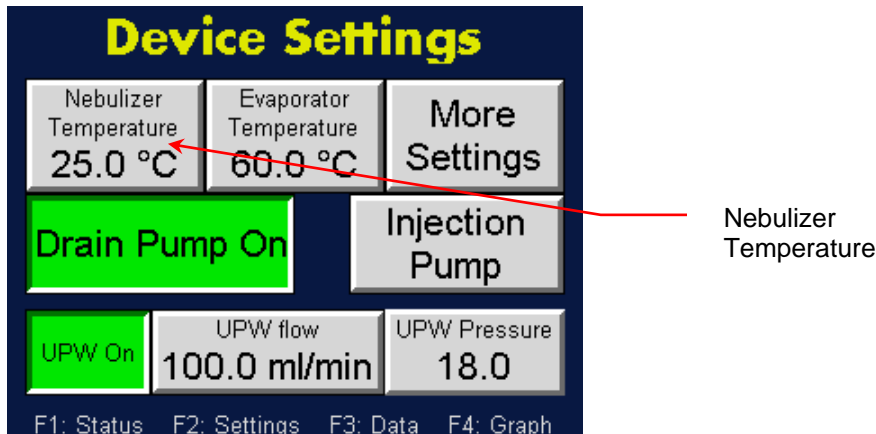 Device Settings
Nebulizer
Temperature
25.0 °C
Evaporator
Temperature
60.0 °C
More
Settings
Drain Pump On
Injection
Pump
Nebulizer
Temperature
UPW On
UPW flow
100.0 ml/min
UPW Pressure
18.0
F1: Status F2: Settings F3: Data F4: Graph